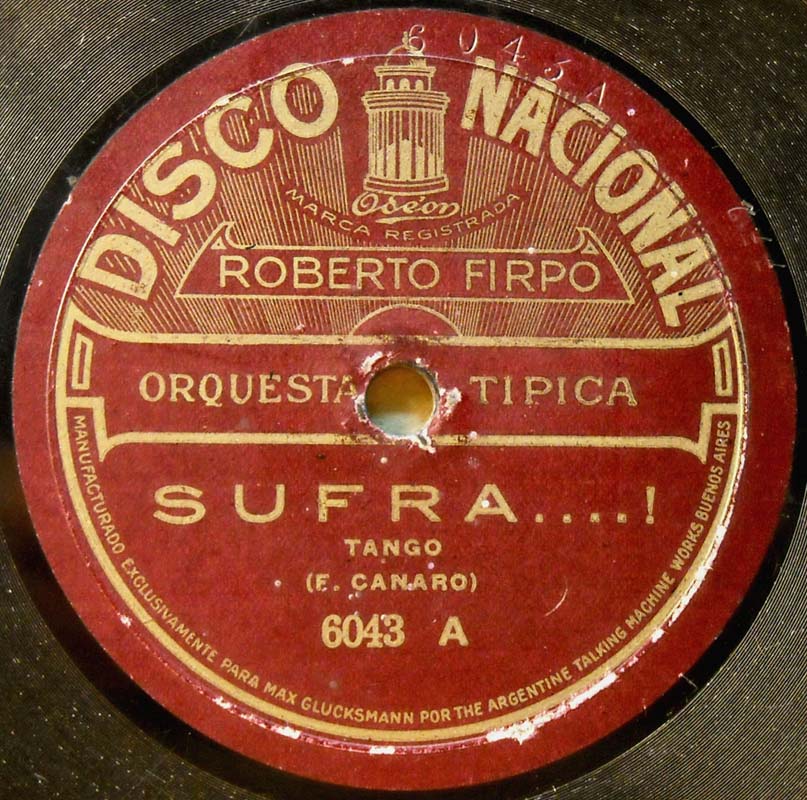 6043A.
DISCO NACIONAL
Odeon
MARCA REGISTRADA
ROBERTO FIRPO
ORQUESTA TIPICA
SUFRA....!
TANGO
(F. CANARO)
6043 A
MANUFACTURADO EXCLUSIVAMENTE PARA MAX GLUCKSMANN POR THE ARGENTINE TALKING MACHINE WORKS BUENOS AIRES